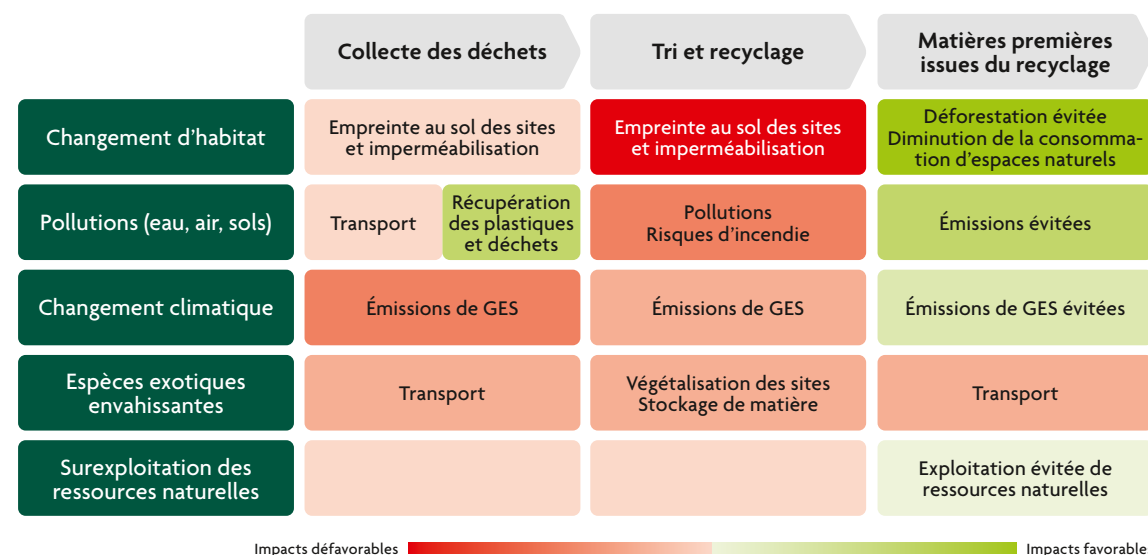 Collecte des déchets
Tri et recyclage
Matières premières
issues du recyclage
Changement d’habitat
Empreinte au sol des sites
et imperméabilisation
Empreinte au sol des sites
et imperméabilisation
Déforestation évitée
Diminution de la consomma-
tion d’espaces naturels
Pollutions (eau, air, sols)
Transport
Récupération
des plastiques
et déchets
Pollutions
Risques d’incendie
Émissions évitées
Changement climatique
Émissions de GES
Émissions de GES
Émissions de GES évitées
Espèces exotiques
envahissantes
Transport
Végétalisation des sites
Stockage de matière
Transport
Surexploitation des
ressources naturelles
Exploitation évitée de
ressources naturelles
Impacts défavorables
Impacts favorable